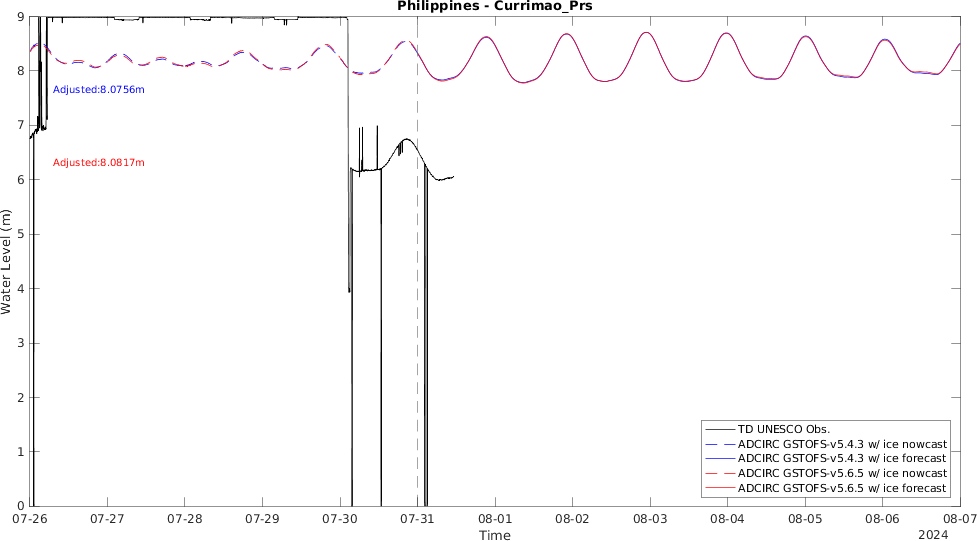 Philippines - Currimao_Prs
Water Level (m)
9
8
7
6
5
4
3
2
1
0
Adjusted:8.0756m
Adjusted:8.0817m
TD UNESCO Obs.
ADCIRC GSTOFS-v5.4.3 w/ ice nowcast
ADCIRC GSTOFS-v5.4.3 w/ ice forecast
ADCIRC GSTOFS-v5.6.5 w/ ice nowcast
ADCIRC GSTOFS-v5.6.5 w/ ice forecast
07-26 07-27 07-28 07-29 07-30 07-31 08-01 08-02 08-03 08-04 08-05 08-06 08-07
Time
2024